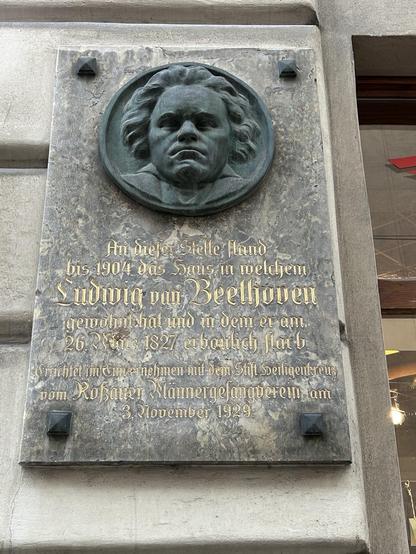 An dieser Stelle stand
bis 1904 das Haus, in welchem
Ludwig van Beethoven
gewohnt hat und in dem er am
26. März 1827 erbaulich starb.
Errichtet im Einvernehmen mit dem Stift Heiligenkreuz
vom Roßauer Männergesangverein am
3. November 1929.